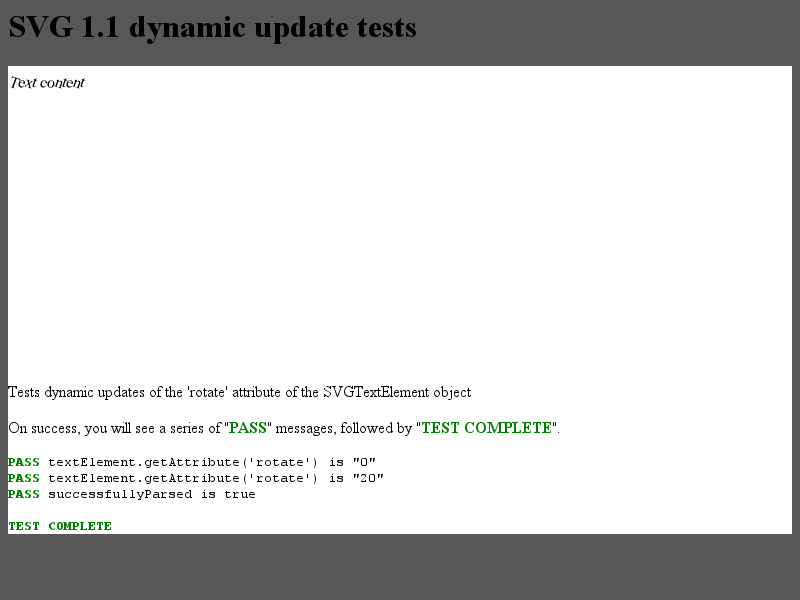 SVG 1.1 dynamic update tests
Text content
Tests dynamic updates of the 'rotate' attribute of the SVGTextElement object
On success, you will see a series of "PASS" messages, followed by "TEST COMPLETE".
PASS textElement.getAttribute('rotate') is "0"
PASS textElement.getAttribute('rotate') is "20"
PASS successfullyParsed is true
TEST COMPLETE